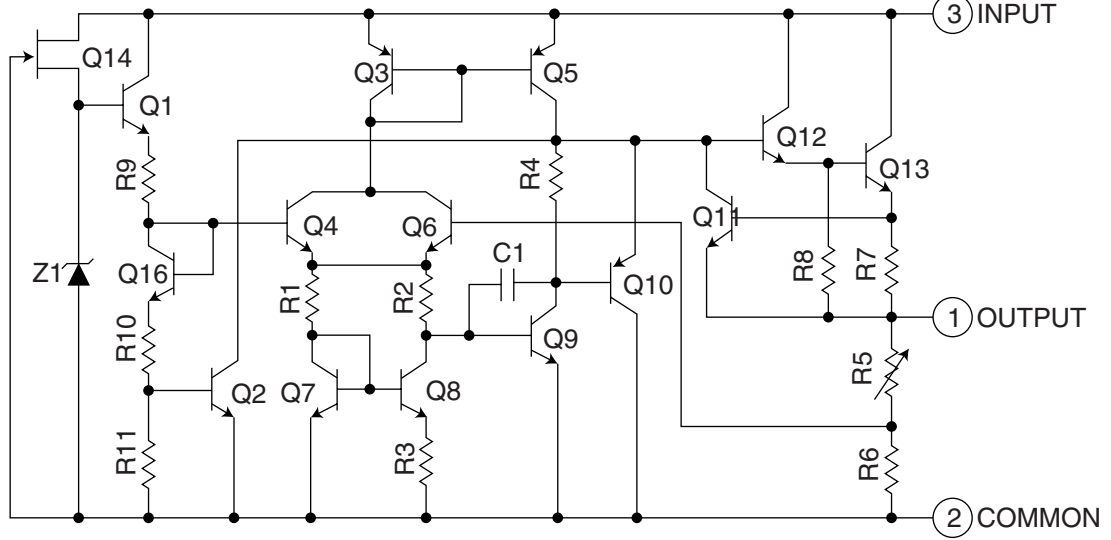 3 INPUT
Q14
Q3
Q5
Q1
Q12
R9
R4
Q13
Q4
Q6
Q11
C1
Z1
Q16
R1
R2
Q10
R8
R7
1 OUTPUT
R10
Q9
R5
Q2
Q7
Q8
R11
R3
R6
2 COMMON